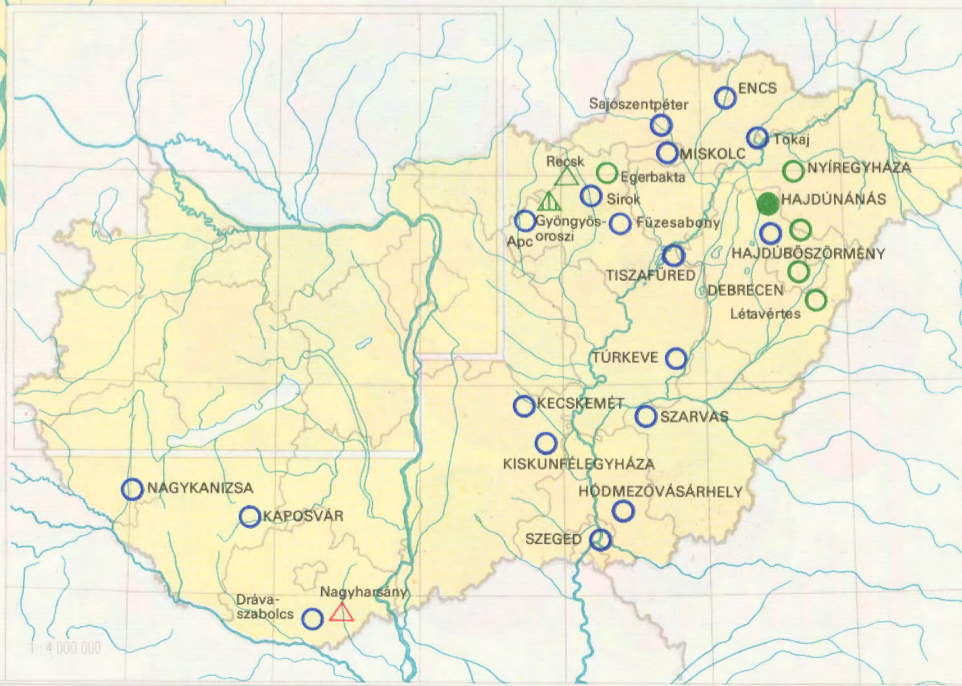 ENCS
Sajószentpéter
Tokaj
MISKOLC
Recsk
NYÍREGYHÁZA
Egerbakta
Sirok
HAJDÚNÁNÁS
Gyöngyös-
oroszi
Füzesabony
Apc
HAJDÚBÖSZÖRMÉNY
TISZAFÜRED
DEBRECEN
Létavértes
TÚRKEVE
KECSKEMÉT
SZARVAS
KISKUNFÉLEGYHÁZA
NAGYKANIZSA
HÓDMEZŐVÁSÁRHELY
KAPOSVÁR
SZEGED
Nagyharsány
Dráva-
szabolcs
1 : 4 000 000